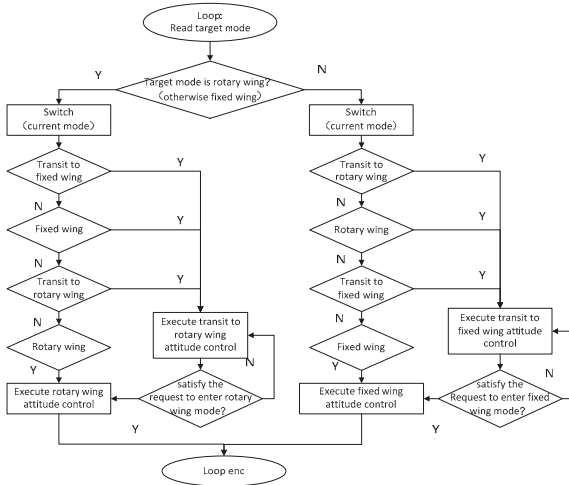 Loop:
Read target mode
Target mode is rotary wing?
(otherwise fixed wing)
Y
N
Switch
(current mode)
Transit to
fixed wing
Y
N
Fixed wing
Y
N
Transit to
rotary wing
Y
N
Rotary wing
Y
Execute transit to
rotary wing
attitude control
N
Execute rotary wing
attitude control
satisfy the
request to enter rotary
wing mode?
Y
Switch
(current mode)
Transit to
rotary wing
Y
N
Rotary wing
Y
N
Transit to
fixed wing
Y
N
Fixed wing
Y
Execute transit to
fixed wing attitude
control
N
Execute fixed wing
attitude control
satisfy the
Request to enter fixed
wing mode?
Y
Loop enc